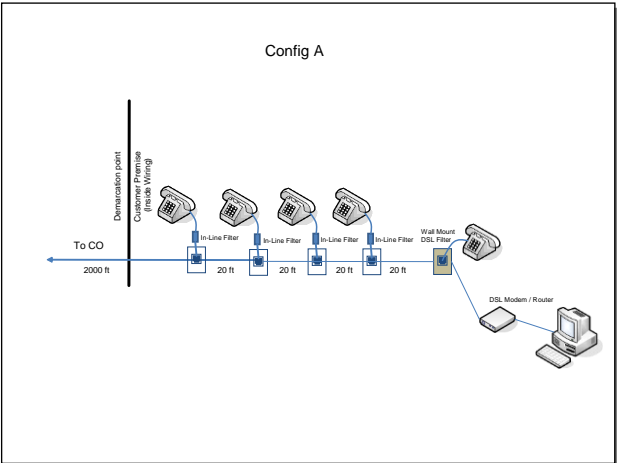 Config A
Demarcation point
Customer Premise
(Inside Wiring)
To CO
2000 ft
In-Line Filter
In-Line Filter
In-Line Filter
In-Line Filter
Wall Mount
DSL Filter
20 ft
20 ft
20 ft
20 ft
DSL Modem / Router